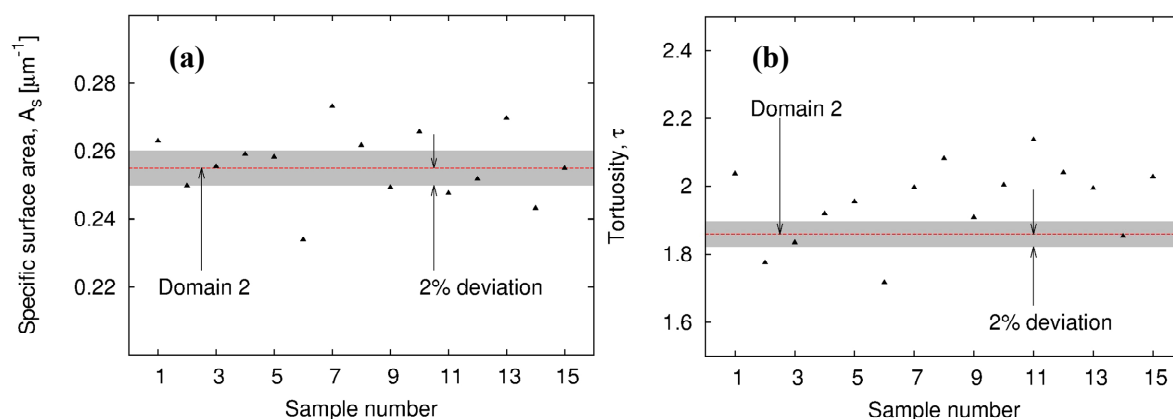 (a)
Specific surface area, A_s [μm⁻¹]
0.28
0.26
0.24
0.22
Domain 2
2% deviation
1 3 5 7 9 11 13 15
Sample number
(b)
Tortuosity, τ
2.4
2.2
2
1.8
1.6
Domain 2
2% deviation
1 3 5 7 9 11 13 15
Sample number